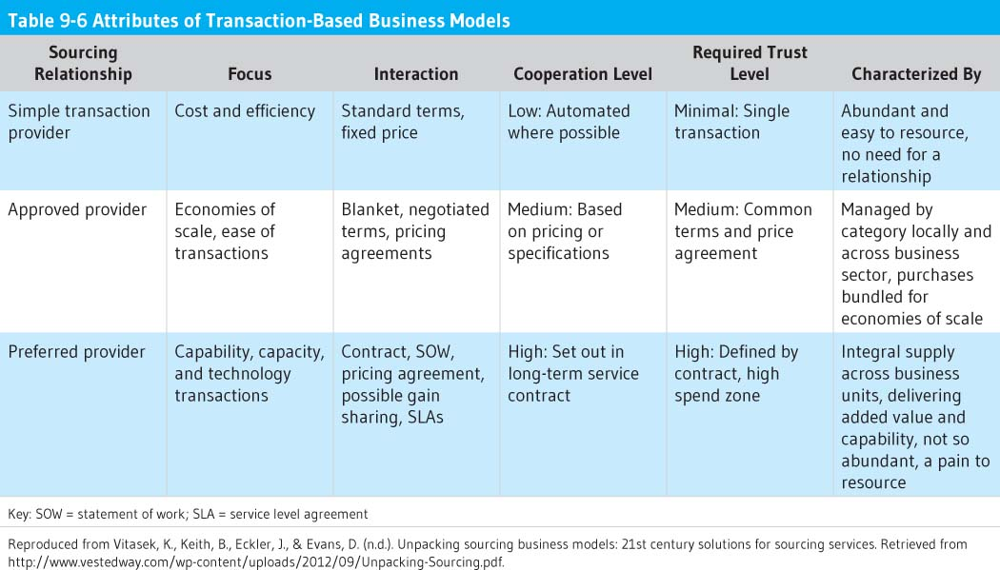 Table 9-6 Attributes of Transaction-Based Business Models
Sourcing
Relationship
Focus
Interaction
Cooperation Level
Required Trust
Level
Characterized By
Simple transaction
provider
Cost and efficiency
Standard terms,
fixed price
Low: Automated
where possible
Minimal: Single
transaction
Abundant and
easy to resource,
no need for a
relationship
Approved provider
Economies of
scale, ease of
transactions
Blanket, negotiated
terms, pricing
agreements
Medium: Based
on pricing or
specifications
Medium: Common
terms and price
agreement
Managed by
category locally and
across business
sector, purchases
bundled for
economies of scale
Preferred provider
Capability, capacity,
and technology
transactions
Contract, SOW,
pricing agreement,
possible gain
sharing, SLAs
High: Set out in
long-term service
contract
High: Defined by
contract, high
spend zone
Integral supply
across business
units, delivering
added value and
capability, not so
abundant, a pain to
resource
Key: SOW = statement of work; SLA = service level agreement
Reproduced from Vitasek, K., Keith, B., Eckler, J., & Evans, D. (n.d.). Unpacking sourcing business models: 21st century solutions for sourcing services. Retrieved from
http://www.vestedway.com/wp-content/uploads/2012/09/Unpacking-Sourcing.pdf.